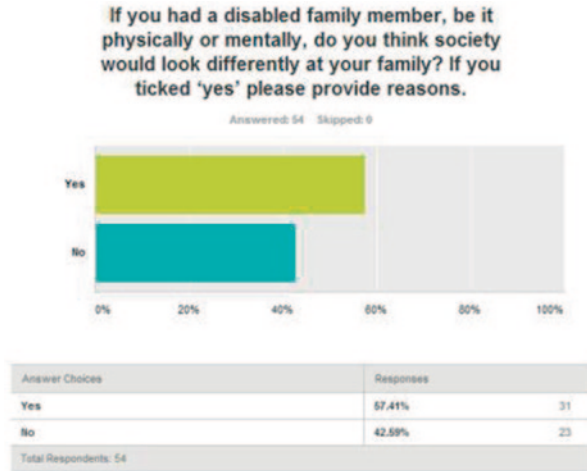 If you had a disabled family member, be it
physically or mentally, do you think society
would look differently at your family? If you
ticked ‘yes’ please provide reasons.
Answered: 54 Skipped: 0
Yes
No
0% 20% 40% 60% 80% 100%
Answer Choices Responses
Yes 57.41% 31
No 42.59% 23
Total Respondents: 54